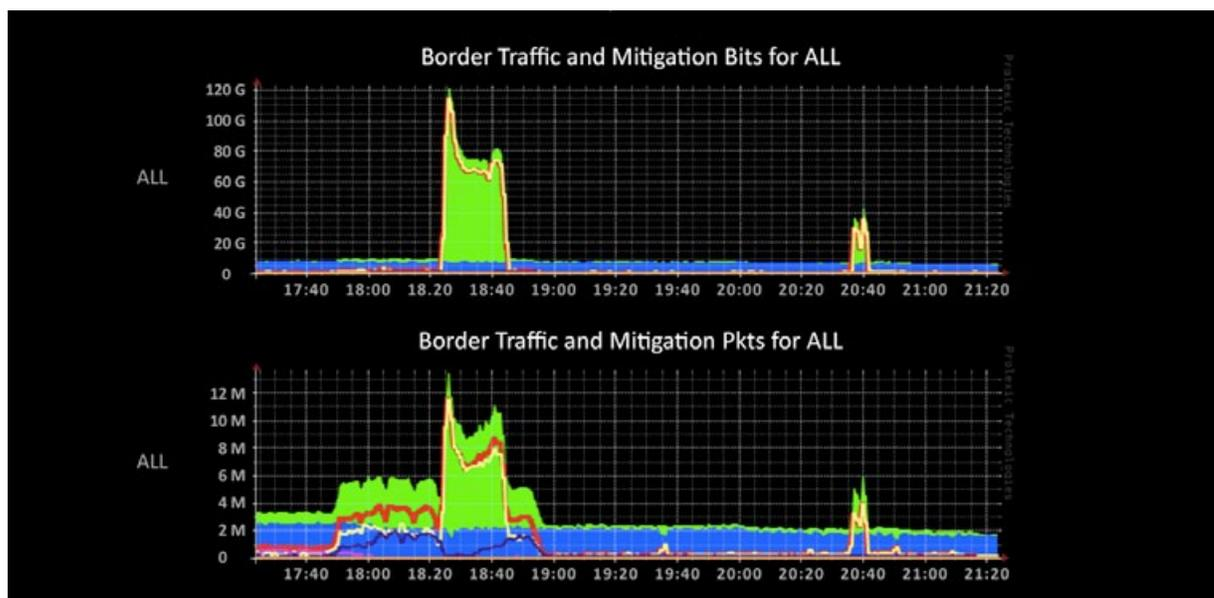 Border Traffic and Mitigation Bits for ALL
120 G
100 G
80 G
60 G
40 G
20 G
0
ALL
17:40 18:00 18.20 18:40 19:00 19:20 19:40 20:00 20:20 20:40 21:00 21:20
Prolexic Technologies
Border Traffic and Mitigation Pkts for ALL
12 M
10 M
8 M
6 M
4 M
2 M
0
ALL
17:40 18:00 18.20 18:40 19:00 19:20 19:40 20:00 20:20 20:40 21:00 21:20
Prolexic Technologies